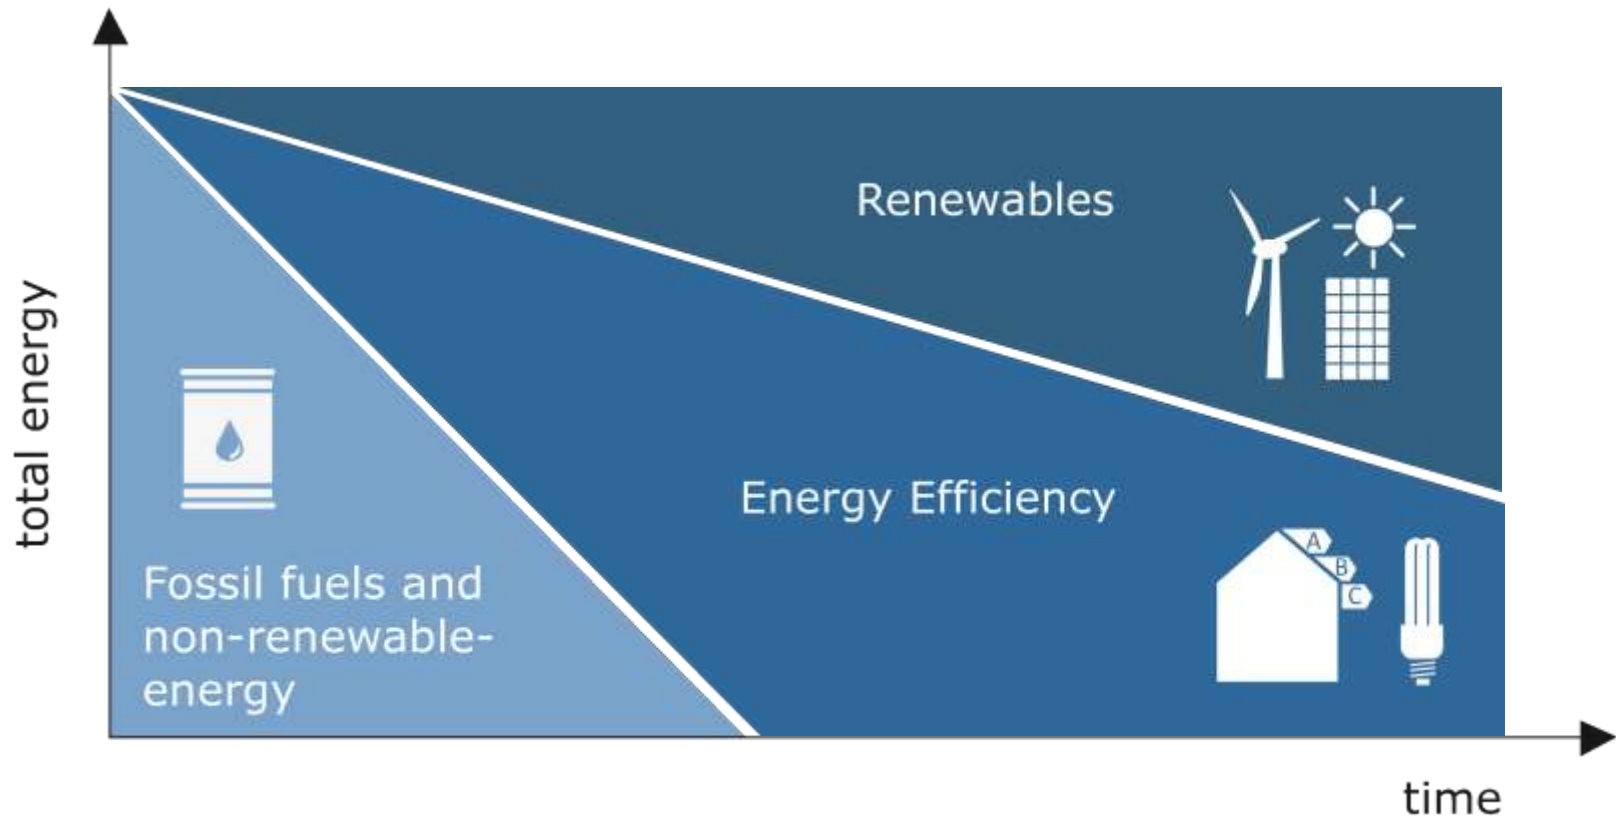 total energy
Renewables
Energy Efficiency
A
B
C
Fossil fuels and
non-renewable-
energy
time